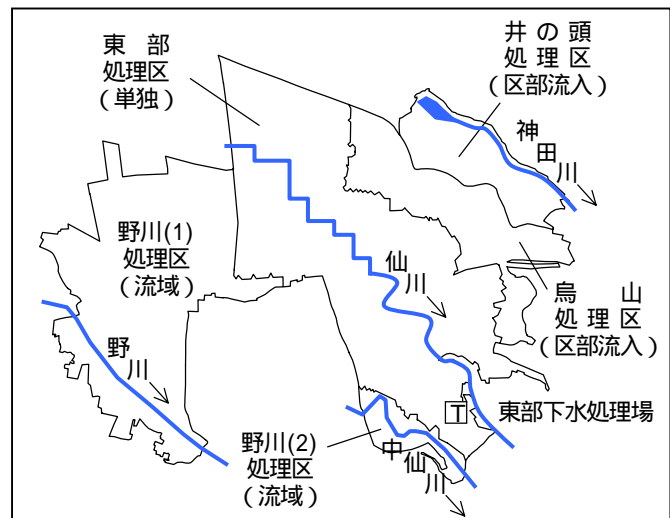 東部
処理区
（単独）
井の頭
処理区
（区部流入）
神田川
野川(1)
処理区
（流域）
仙川
烏山
処理区
（区部流入）
野川
T
東部下水処理場
野川(2)
処理区
（流域）
中仙川